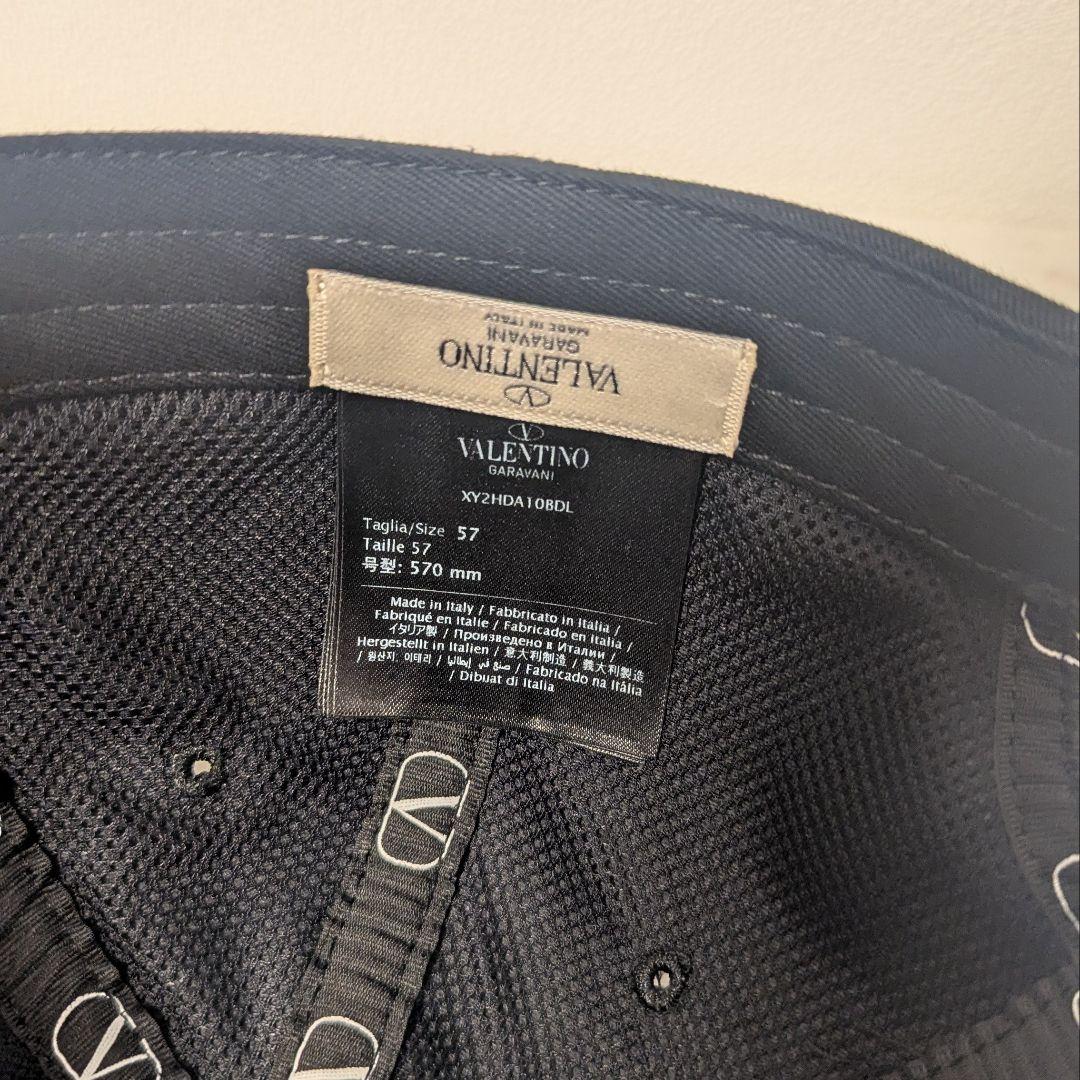 VALENTINO
GARAVANI
MADE IN ITALY
VALENTINO
GARAVANI
XY2HDA10BDL
Taglia/Size 57
Taille 57
号型: 570 mm
Made in Italy / Fabbricato in Italia /
Fabriqué en Italie / Fabricado en Italia /
イタリア製 / Произведено в Италии /
Hergestellt in Italien / 意大利制造 / 義大利製造
/ 원산지: 이태리 / صنع في إيطاليا / Fabricado na Itália
/ Dibuat di Italia